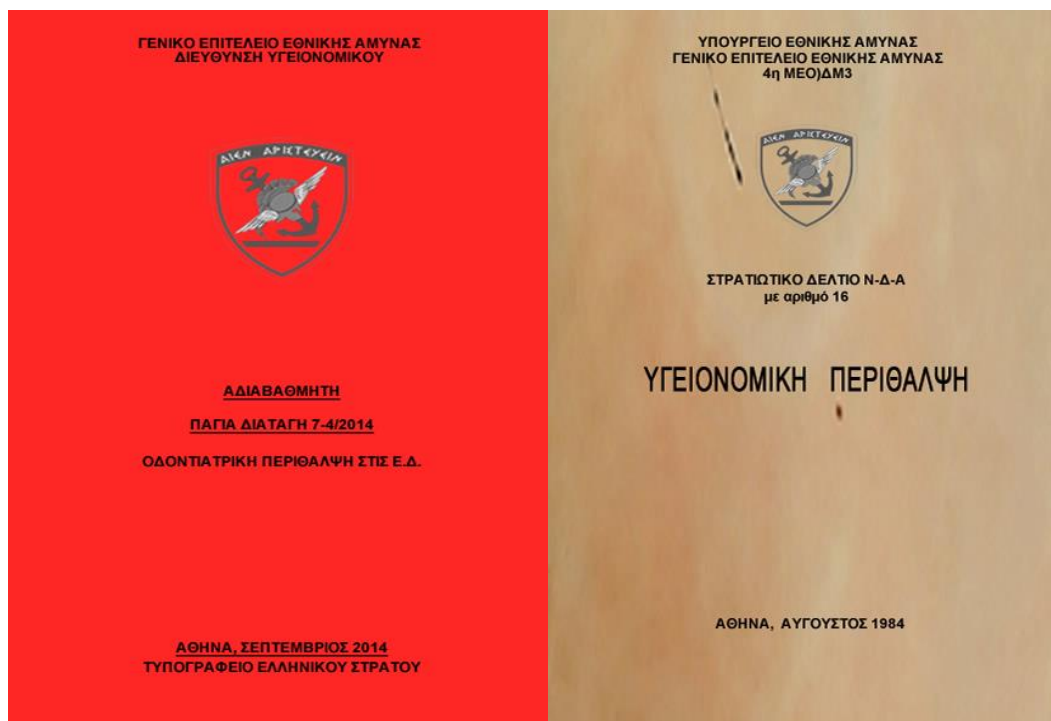 ΓΕΝΙΚΟ ΕΠΙΤΕΛΕΙΟ ΕΘΝΙΚΗΣ ΑΜΥΝΑΣ
ΔΙΕΥΘΥΝΣΗ ΥΓΕΙΟΝΟΜΙΚΟΥ
ΑΙΕΝ ΑΡΙΣΤΕΥΕΙΝ
ΑΔΙΑΒΑΘΜΗΤΗ
ΠΑΓΙΑ ΔΙΑΤΑΓΗ 7-4/2014
ΟΔΟΝΤΙΑΤΡΙΚΗ ΠΕΡΙΘΑΛΨΗ ΣΤΙΣ Ε.Δ.
ΑΘΗΝΑ, ΣΕΠΤΕΜΒΡΙΟΣ 2014
ΤΥΠΟΓΡΑΦΕΙΟ ΕΛΛΗΝΙΚΟΥ ΣΤΡΑΤΟΥ
ΥΠΟΥΡΓΕΙΟ ΕΘΝΙΚΗΣ ΑΜΥΝΑΣ
ΓΕΝΙΚΟ ΕΠΙΤΕΛΕΙΟ ΕΘΝΙΚΗΣ ΑΜΥΝΑΣ
4η ΜΕΟ)ΔΜ3
ΑΙΕΝ ΑΡΙΣΤΕΥΕΙΝ
ΣΤΡΑΤΙΩΤΙΚΟ ΔΕΛΤΙΟ Ν-Δ-Α
με αριθμό 16
ΥΓΕΙΟΝΟΜΙΚΗ ΠΕΡΙΘΑΛΨΗ
ΑΘΗΝΑ, ΑΥΓΟΥΣΤΟΣ 1984